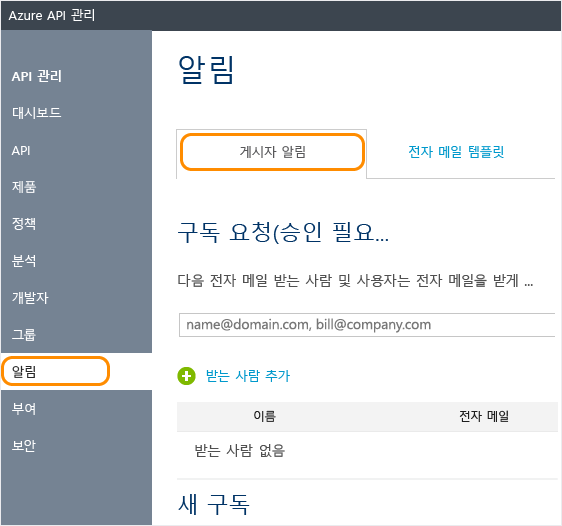 Azure API 관리
API 관리
대시보드
API
제품
정책
분석
개발자
그룹
알림
부여
보안
알림
게시자 알림
전자 메일 템플릿
구독 요청(승인 필요...
다음 전자 메일 받는 사람 및 사용자는 전자 메일을 받게 ...
name@domain.com, bill@company.com
받는 사람 추가
이름 전자 메일
받는 사람 없음
새 구독